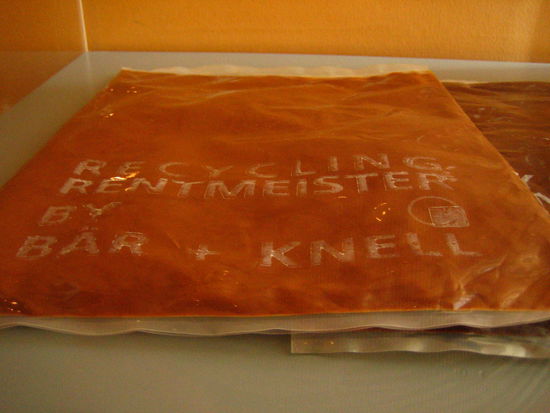 RECYCLING.
RENTMEISTER
BY
BÄR + KNELL